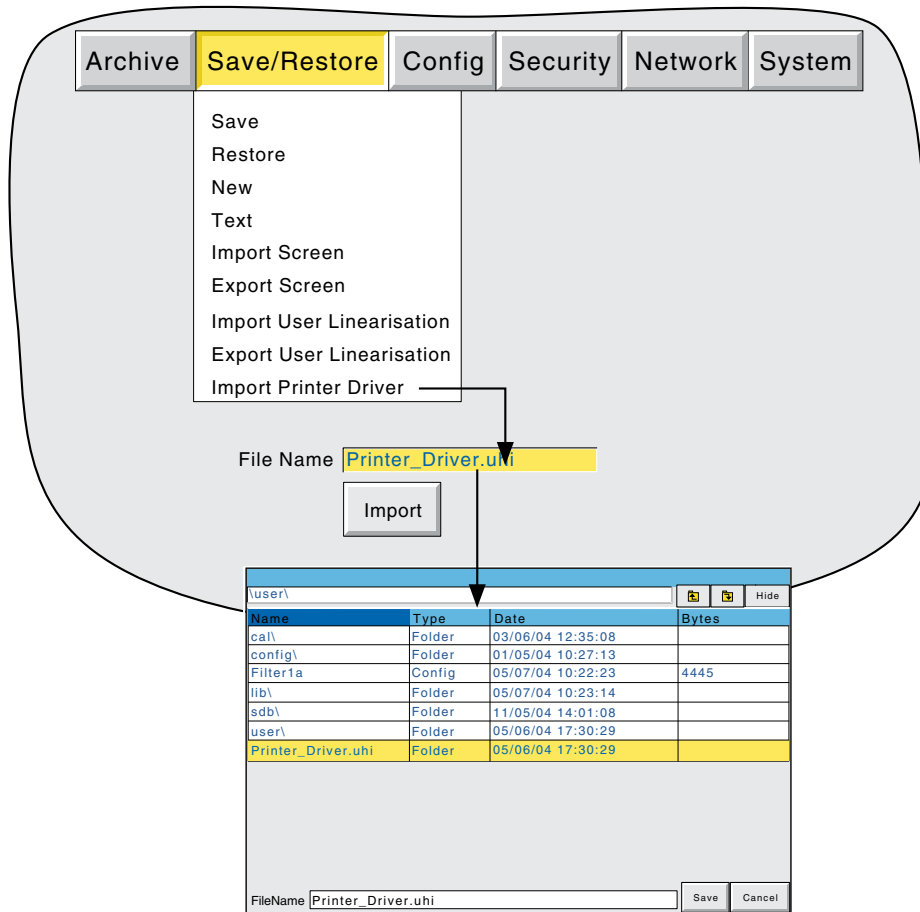 Archive Save/Restore Config Security Network System
Save
Restore
New
Text
Import Screen
Export Screen
Import User Linearisation
Export User Linearisation
Import Printer Driver
File Name Printer_Driver.uhi
Import
\user\ Hide
Name Type Date Bytes
cal\ Folder 03/06/04 12:35:08
config\ Folder 01/05/04 10:27:13
Filter1a Config 05/07/04 10:22:23 4445
lib\ Folder 05/07/04 10:23:14
sdb\ Folder 11/05/04 14:01:08
user\ Folder 05/06/04 17:30:29
Printer_Driver.uhi Folder 05/06/04 17:30:29
FileName Printer_Driver.uhi Save Cancel